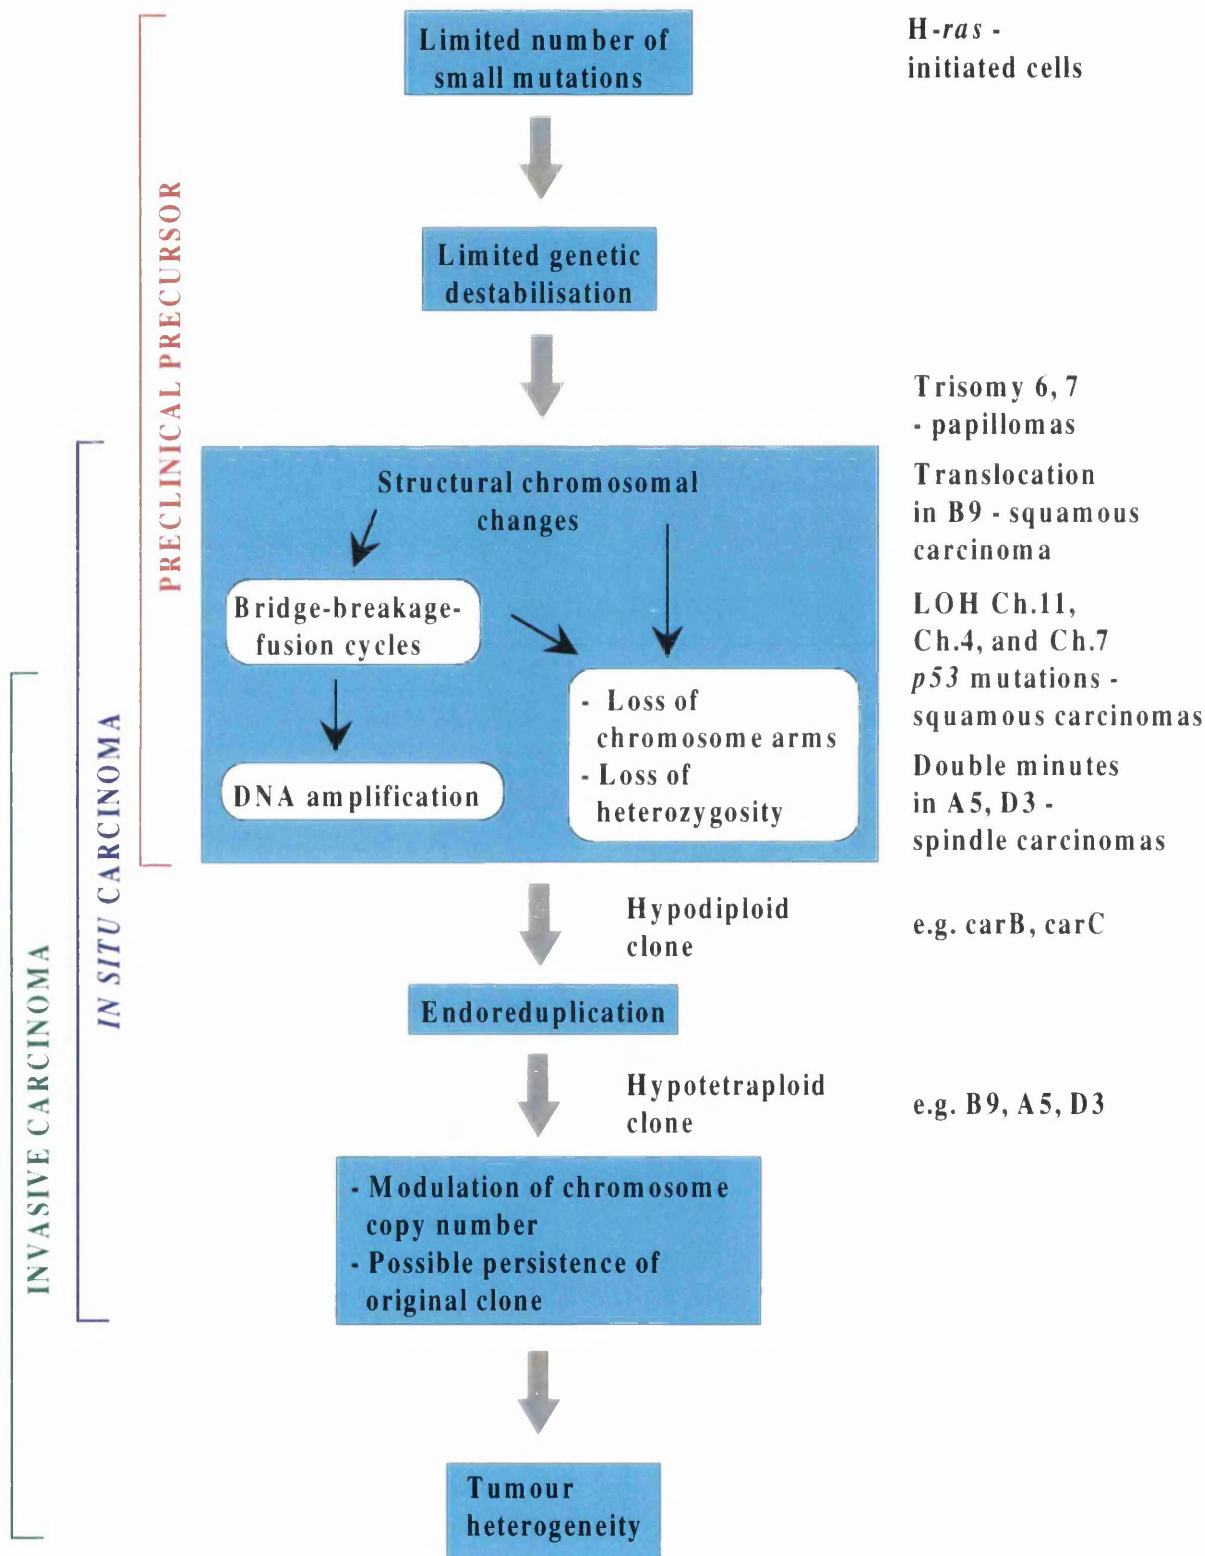 Limited number of
small mutations
H-ras -
initiated cells
Limited genetic
destabilisation
PRECLINICAL PRECURSOR
IN SITU CARCINOMA
INVASIVE CARCINOMA
Structural chromosomal
changes
Bridge-breakage-
fusion cycles
DNA amplification
- Loss of
chromosome arms
- Loss of
heterozygosity
Trisomy 6, 7
- papillomas
Translocation
in B9 - squamous
carcinoma
LOH Ch.11,
Ch.4, and Ch.7
p53 mutations -
squamous carcinomas
Double minutes
in A5, D3 -
spindle carcinomas
Hypodiploid
clone
e.g. carB, carC
Endoreduplication
Hypotetraploid
clone
e.g. B9, A5, D3
- Modulation of chromosome
copy number
- Possible persistence of
original clone
Tumour
heterogeneity